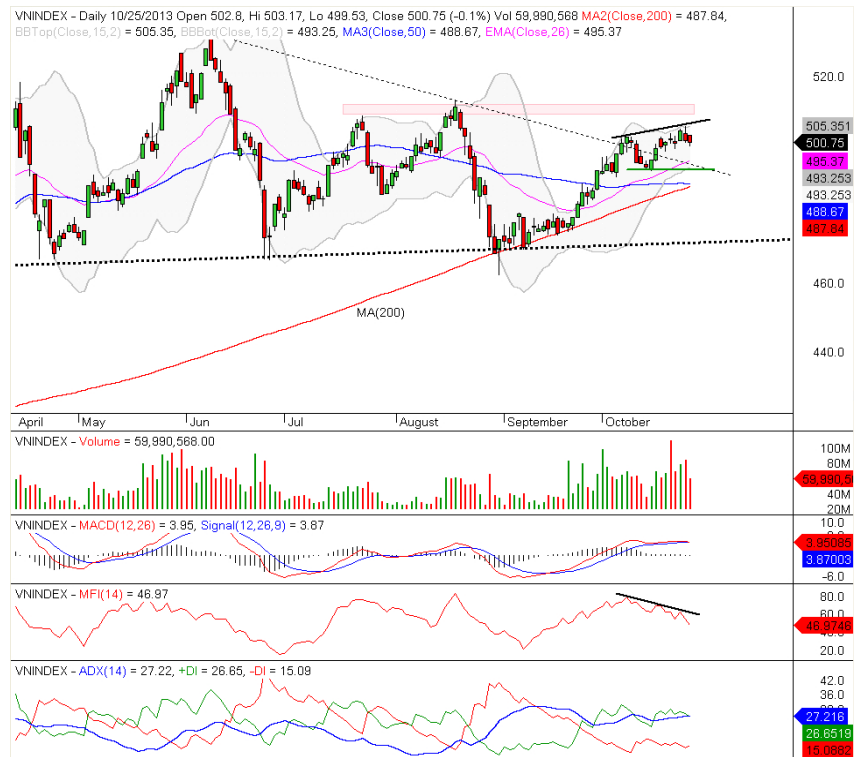 VNINDEX - Daily 10/25/2013 Open 502.8, Hi 503.17, Lo 499.53, Close 500.75 (-0.1%) Vol 59,990,568 MA2(Close,200) = 487.84,
BBTop(Close,15,2) = 505.35, BBBot(Close,15,2) = 493.25, MA3(Close,50) = 488.67, EMA(Close,26) = 495.37
520.0
505.351
500.75
495.37
493.253
493.253
488.67
487.84
460.0
MA(200)
440.0
April May Jun Jul August September October
VNINDEX - Volume = 59,990,568.00
100M
80M
59,990,56
40M
20M
VNINDEX - MACD(12,26) = 3.95, Signal(12,26,9) = 3.87
10.0
3.95085
3.87003
-6.0
VNINDEX - MFI(14) = 46.97
80.0
60.0
46.9746
20.0
VNINDEX - ADX(14) = 27.22, +DI = 26.65, -DI = 15.09
42.0
36.0
27.216
26.6519
15.0882